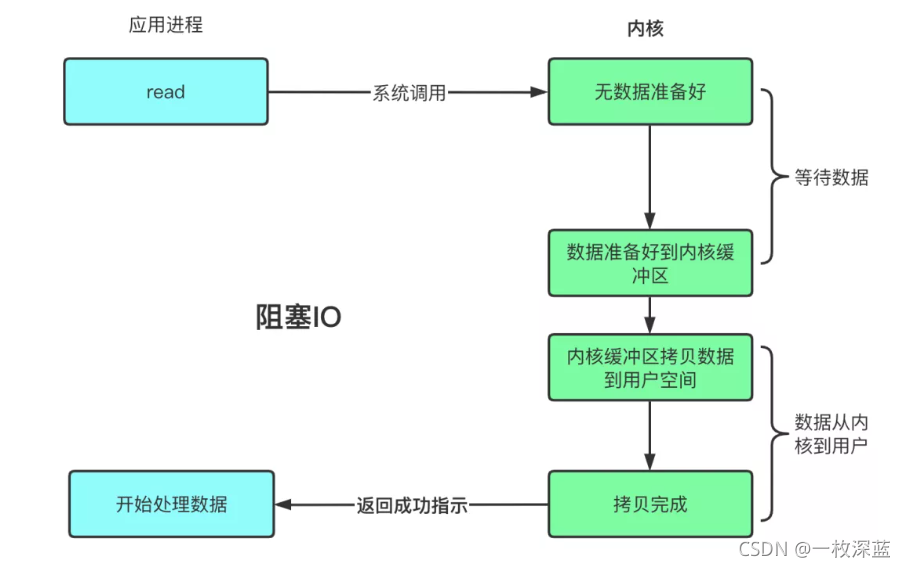 应用进程
内核
read
系统调用
无数据准备好
等待数据
数据准备好到内核缓
冲区
阻塞IO
内核缓冲区拷贝数据
到用户空间
数据从内
核到用户
开始处理数据
返回成功指示
拷贝完成
CSDN @一枚深蓝